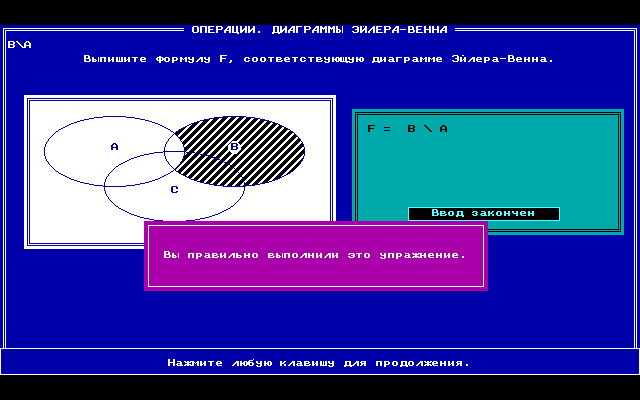 ОПЕРАЦИИ. ДИАГРАММЫ ЭЙЛЕРА-ВЕННА
B\A
Выпишите формулу F, соответствующую диаграмме Эйлера-Венна.
A
B
C
F = B \ A
Ввод закончен
Вы правильно выполнили это упражнение.
Нажмите любую клавишу для продолжения.